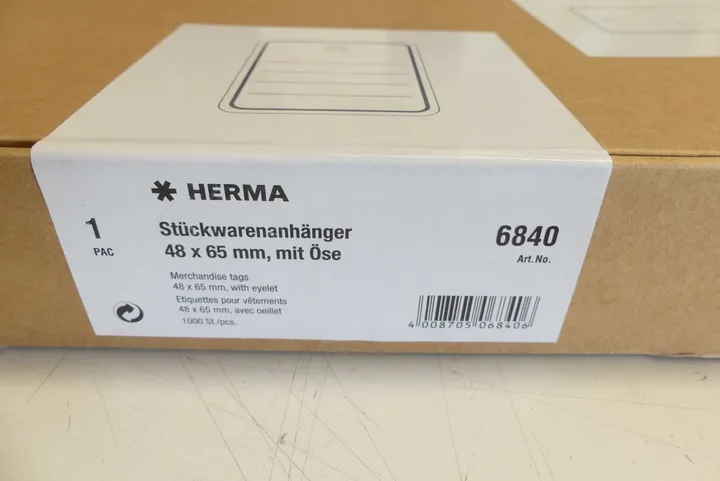 HERMA
1
PAC
Stückwarenanhänger
48 x 65 mm, mit Öse
6840
Art.No.
Merchandise tags
48 x 65 mm, with eyelet
Etiquettes pour vêtements
48 x 65 mm, avec oeillet
1000 St./pcs.
4 008705 068406